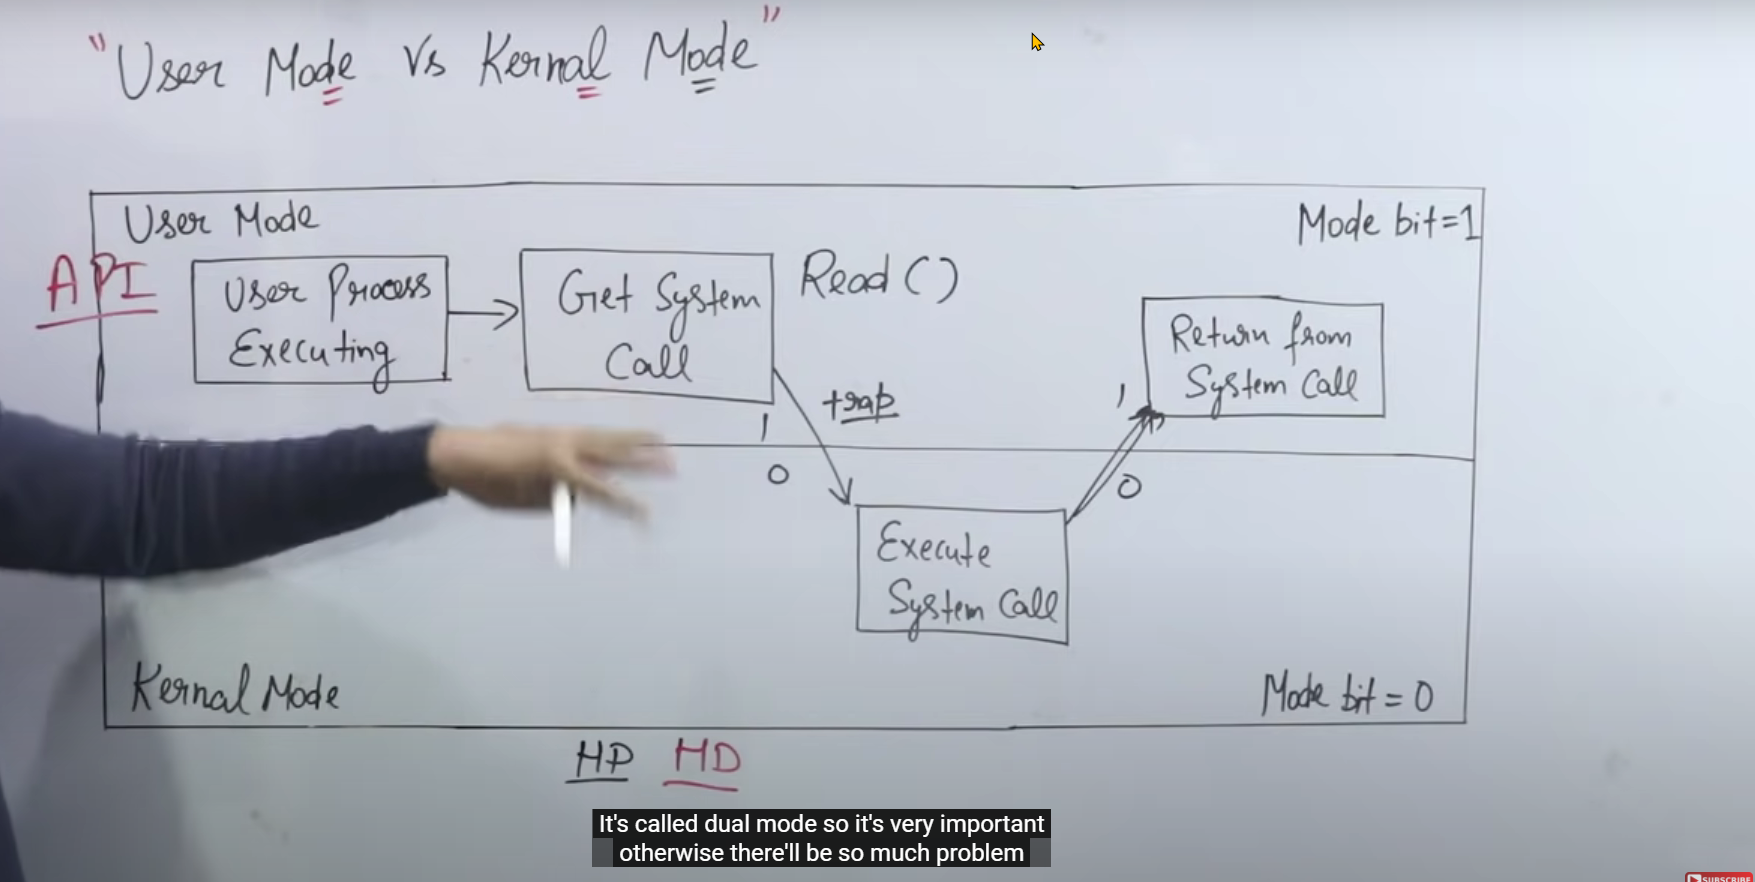 "User Mode Vs Kernal Mode"
User Mode
Mode bit=1
API
User Process
Executing
Get System
Call
Read ( )
Return from
System Call
trap
1
0
1
0
Execute
System Call
Kernal Mode
Mode bit = 0
HP HD
It's called dual mode so it's very important
otherwise there'll be so much problem
SUBSCRIBE